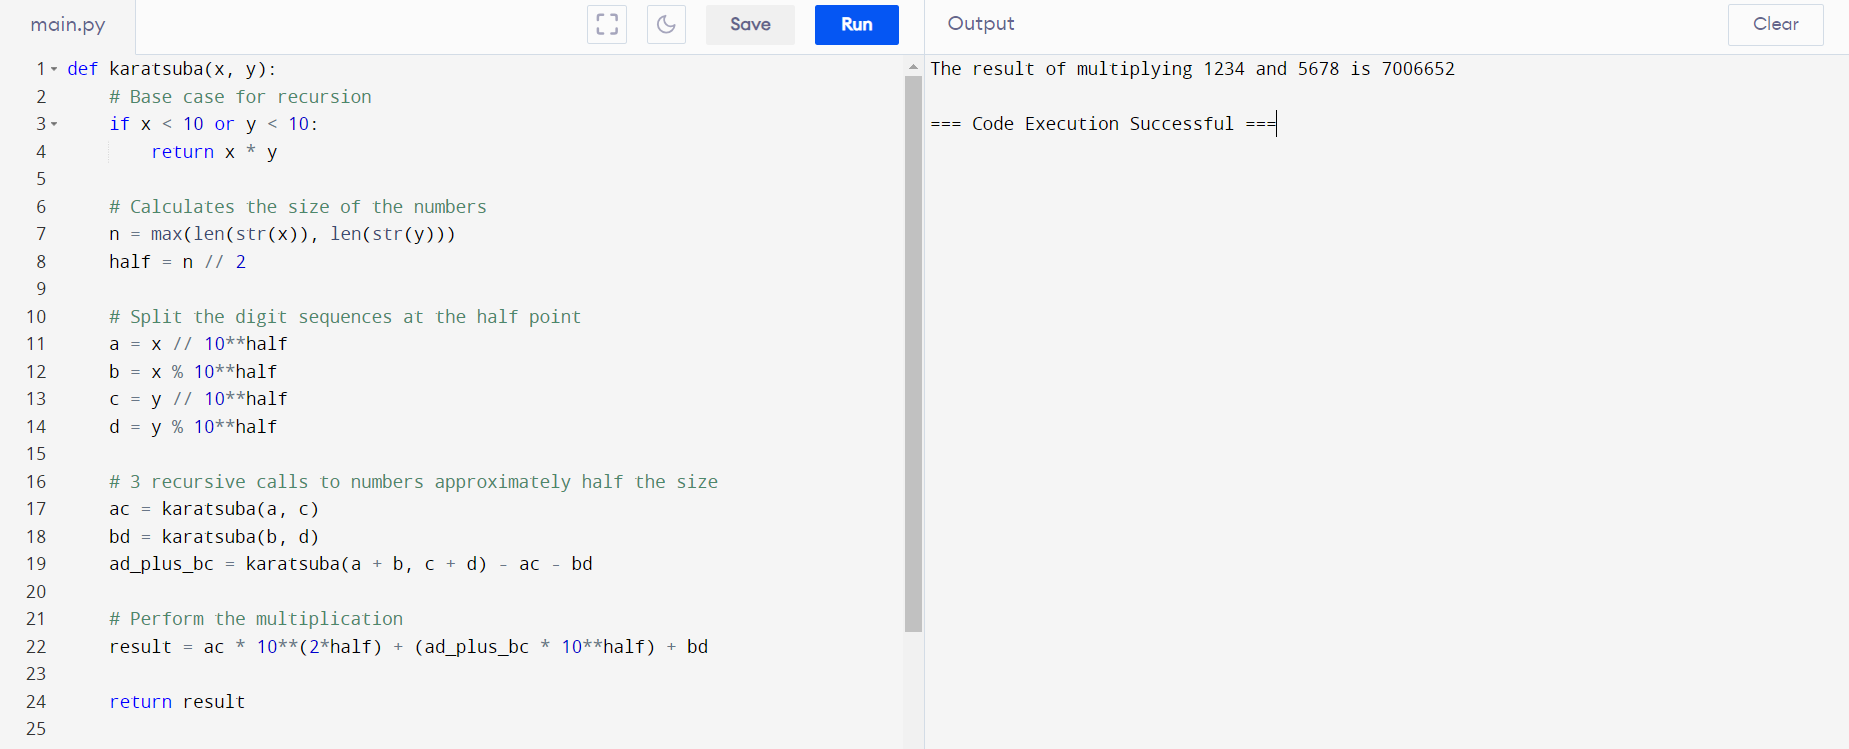 main.py
Save
Run
Output
Clear
1 def karatsuba(x, y):
2     # Base case for recursion
3     if x < 10 or y < 10:
4         return x * y
5
6     # Calculates the size of the numbers
7     n = max(len(str(x)), len(str(y)))
8     half = n // 2
9
10     # Split the digit sequences at the half point
11     a = x // 10**half
12     b = x % 10**half
13     c = y // 10**half
14     d = y % 10**half
15
16     # 3 recursive calls to numbers approximately half the size
17     ac = karatsuba(a, c)
18     bd = karatsuba(b, d)
19     ad_plus_bc = karatsuba(a + b, c + d) - ac - bd
20
21     # Perform the multiplication
22     result = ac * 10**(2*half) + (ad_plus_bc * 10**half) + bd
23
24     return result
25
The result of multiplying 1234 and 5678 is 7006652
=== Code Execution Successful ===